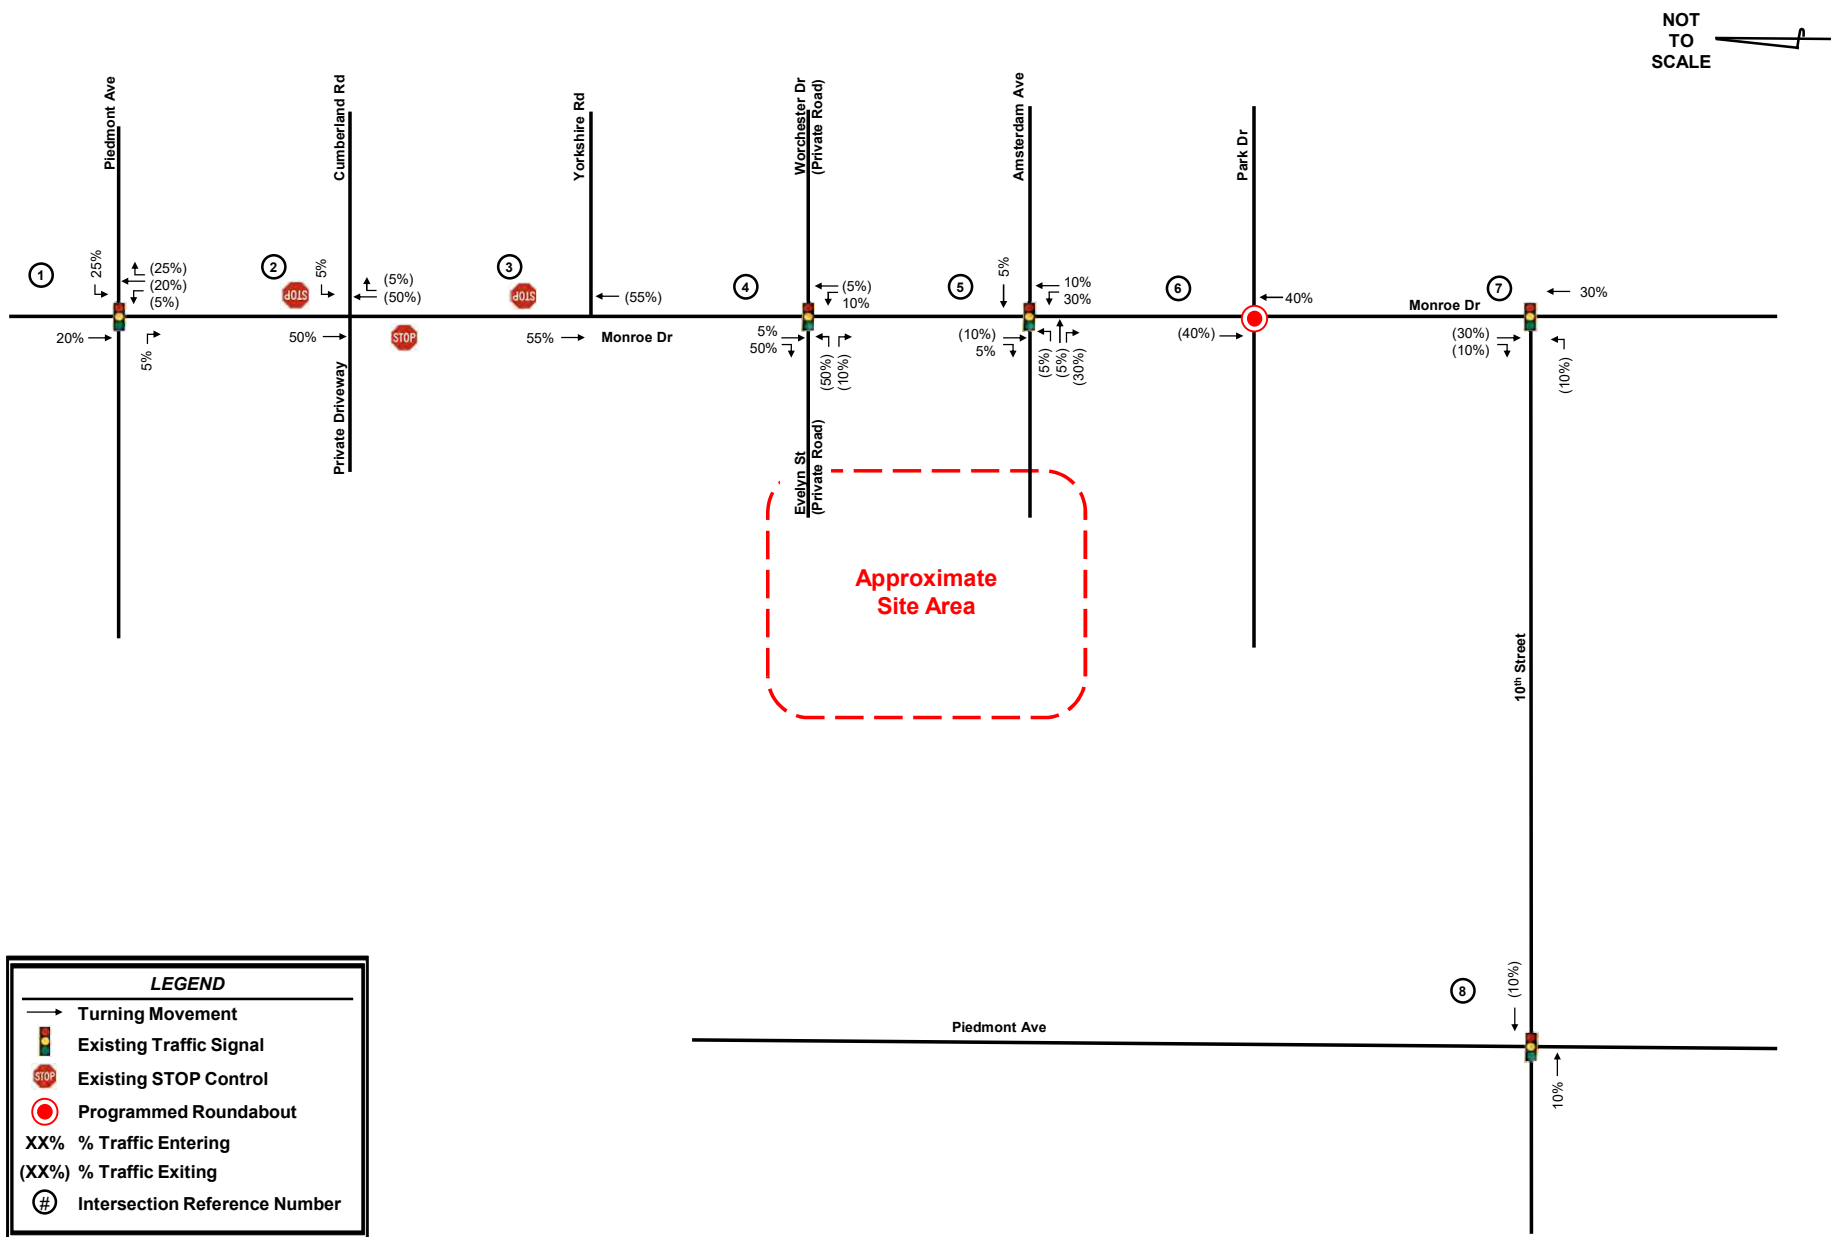 NOT
TO
SCALE
Piedmont Ave
Cumberland Rd
Yorkshire Rd
Worchester Dr
(Private Road)
Amsterdam Ave
Park Dr
1
25%
(25%)
(20%)
(5%)
20%
5%
2
STOP
5%
(5%)
(50%)
50%
STOP
Private Driveway
3
STOP
(55%)
55%
Monroe Dr
4
(5%)
10%
5%
50%
(50%)
(10%)
Evelyn St
(Private Road)
5
5%
10%
30%
(10%)
5%
(5%)
(5%)
(30%)
6
40%
(40%)
Monroe Dr
7
30%
(30%)
(10%)
(10%)
Approximate
Site Area
10th Street
8
(10%)
10%
Piedmont Ave
LEGEND
Turning Movement
Existing Traffic Signal
STOP Existing STOP Control
Programmed Roundabout
XX% % Traffic Entering
(XX%) % Traffic Exiting
# Intersection Reference Number